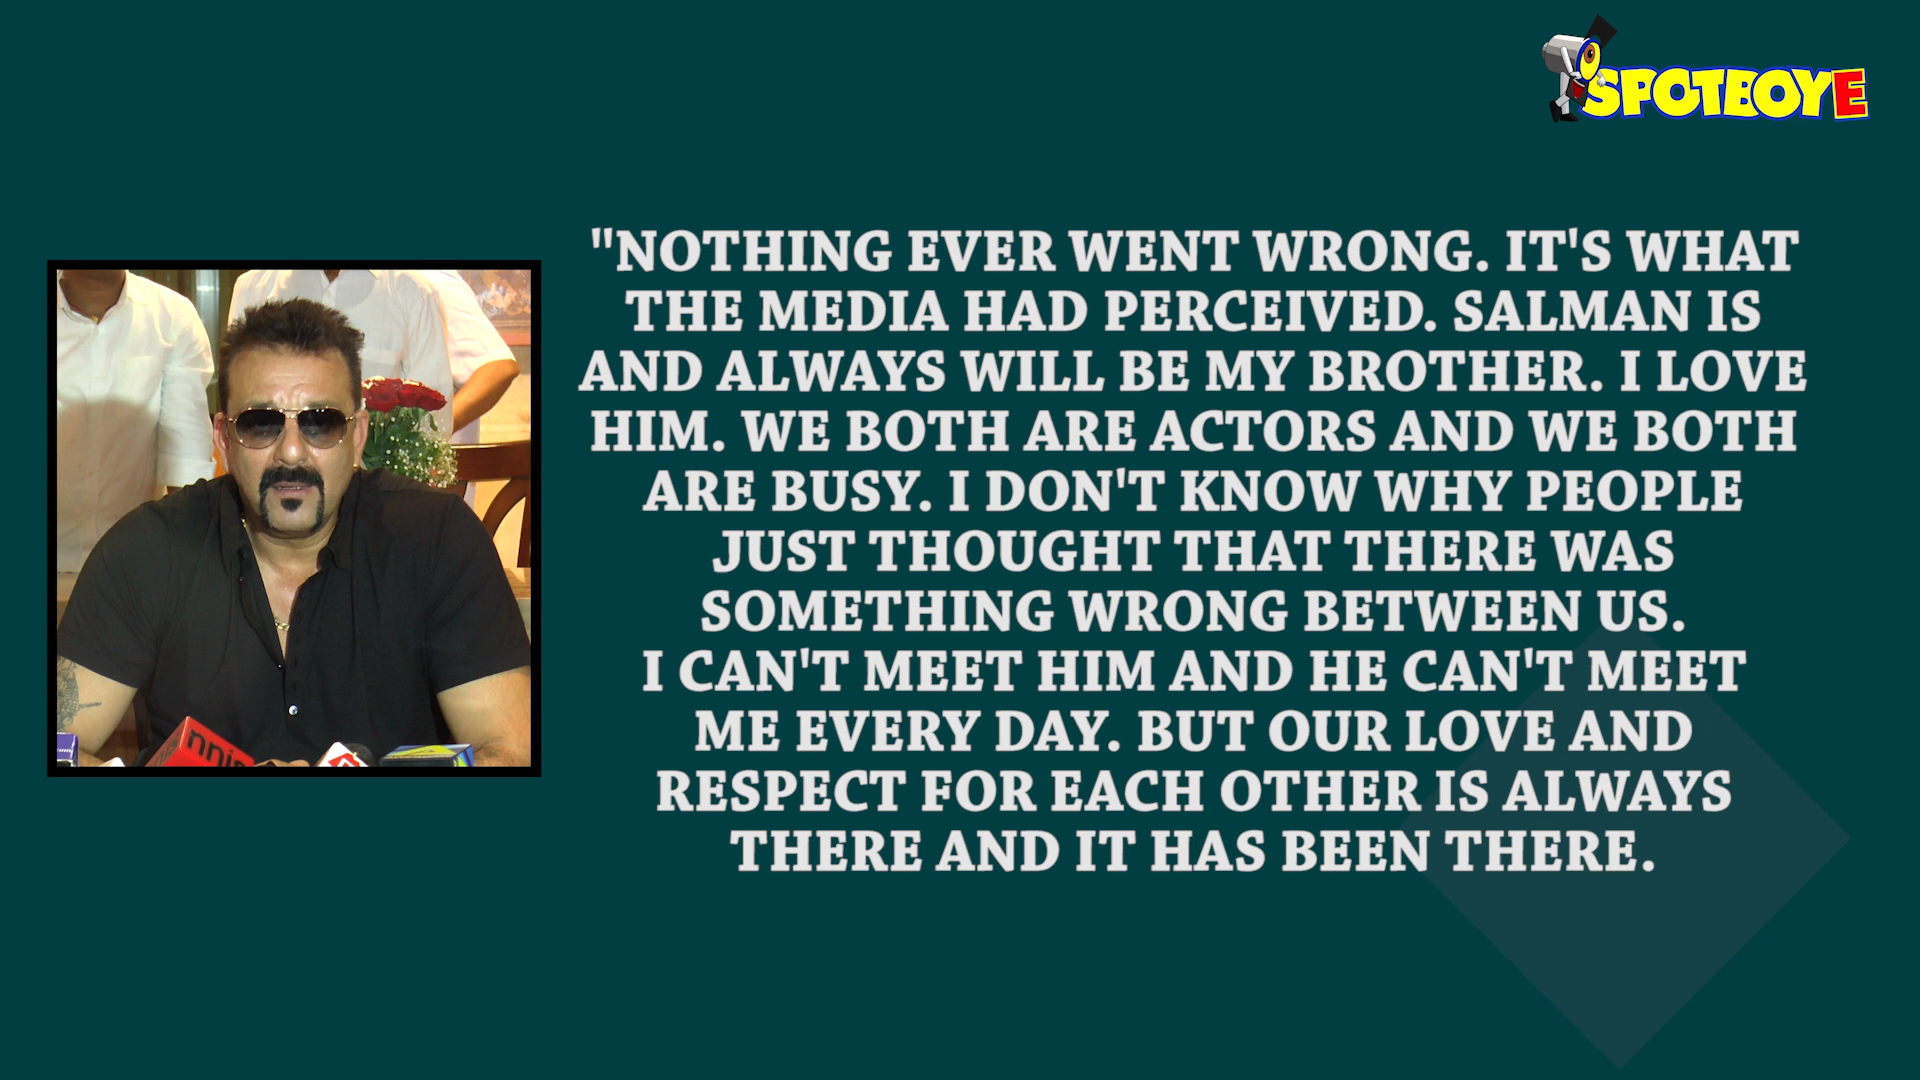 SPOTBOYE
"NOTHING EVER WENT WRONG. IT'S WHAT
THE MEDIA HAD PERCEIVED. SALMAN IS
AND ALWAYS WILL BE MY BROTHER. I LOVE
HIM. WE BOTH ARE ACTORS AND WE BOTH
ARE BUSY. I DON'T KNOW WHY PEOPLE
JUST THOUGHT THAT THERE WAS
SOMETHING WRONG BETWEEN US.
I CAN'T MEET HIM AND HE CAN'T MEET
ME EVERY DAY. BUT OUR LOVE AND
RESPECT FOR EACH OTHER IS ALWAYS
THERE AND IT HAS BEEN THERE.